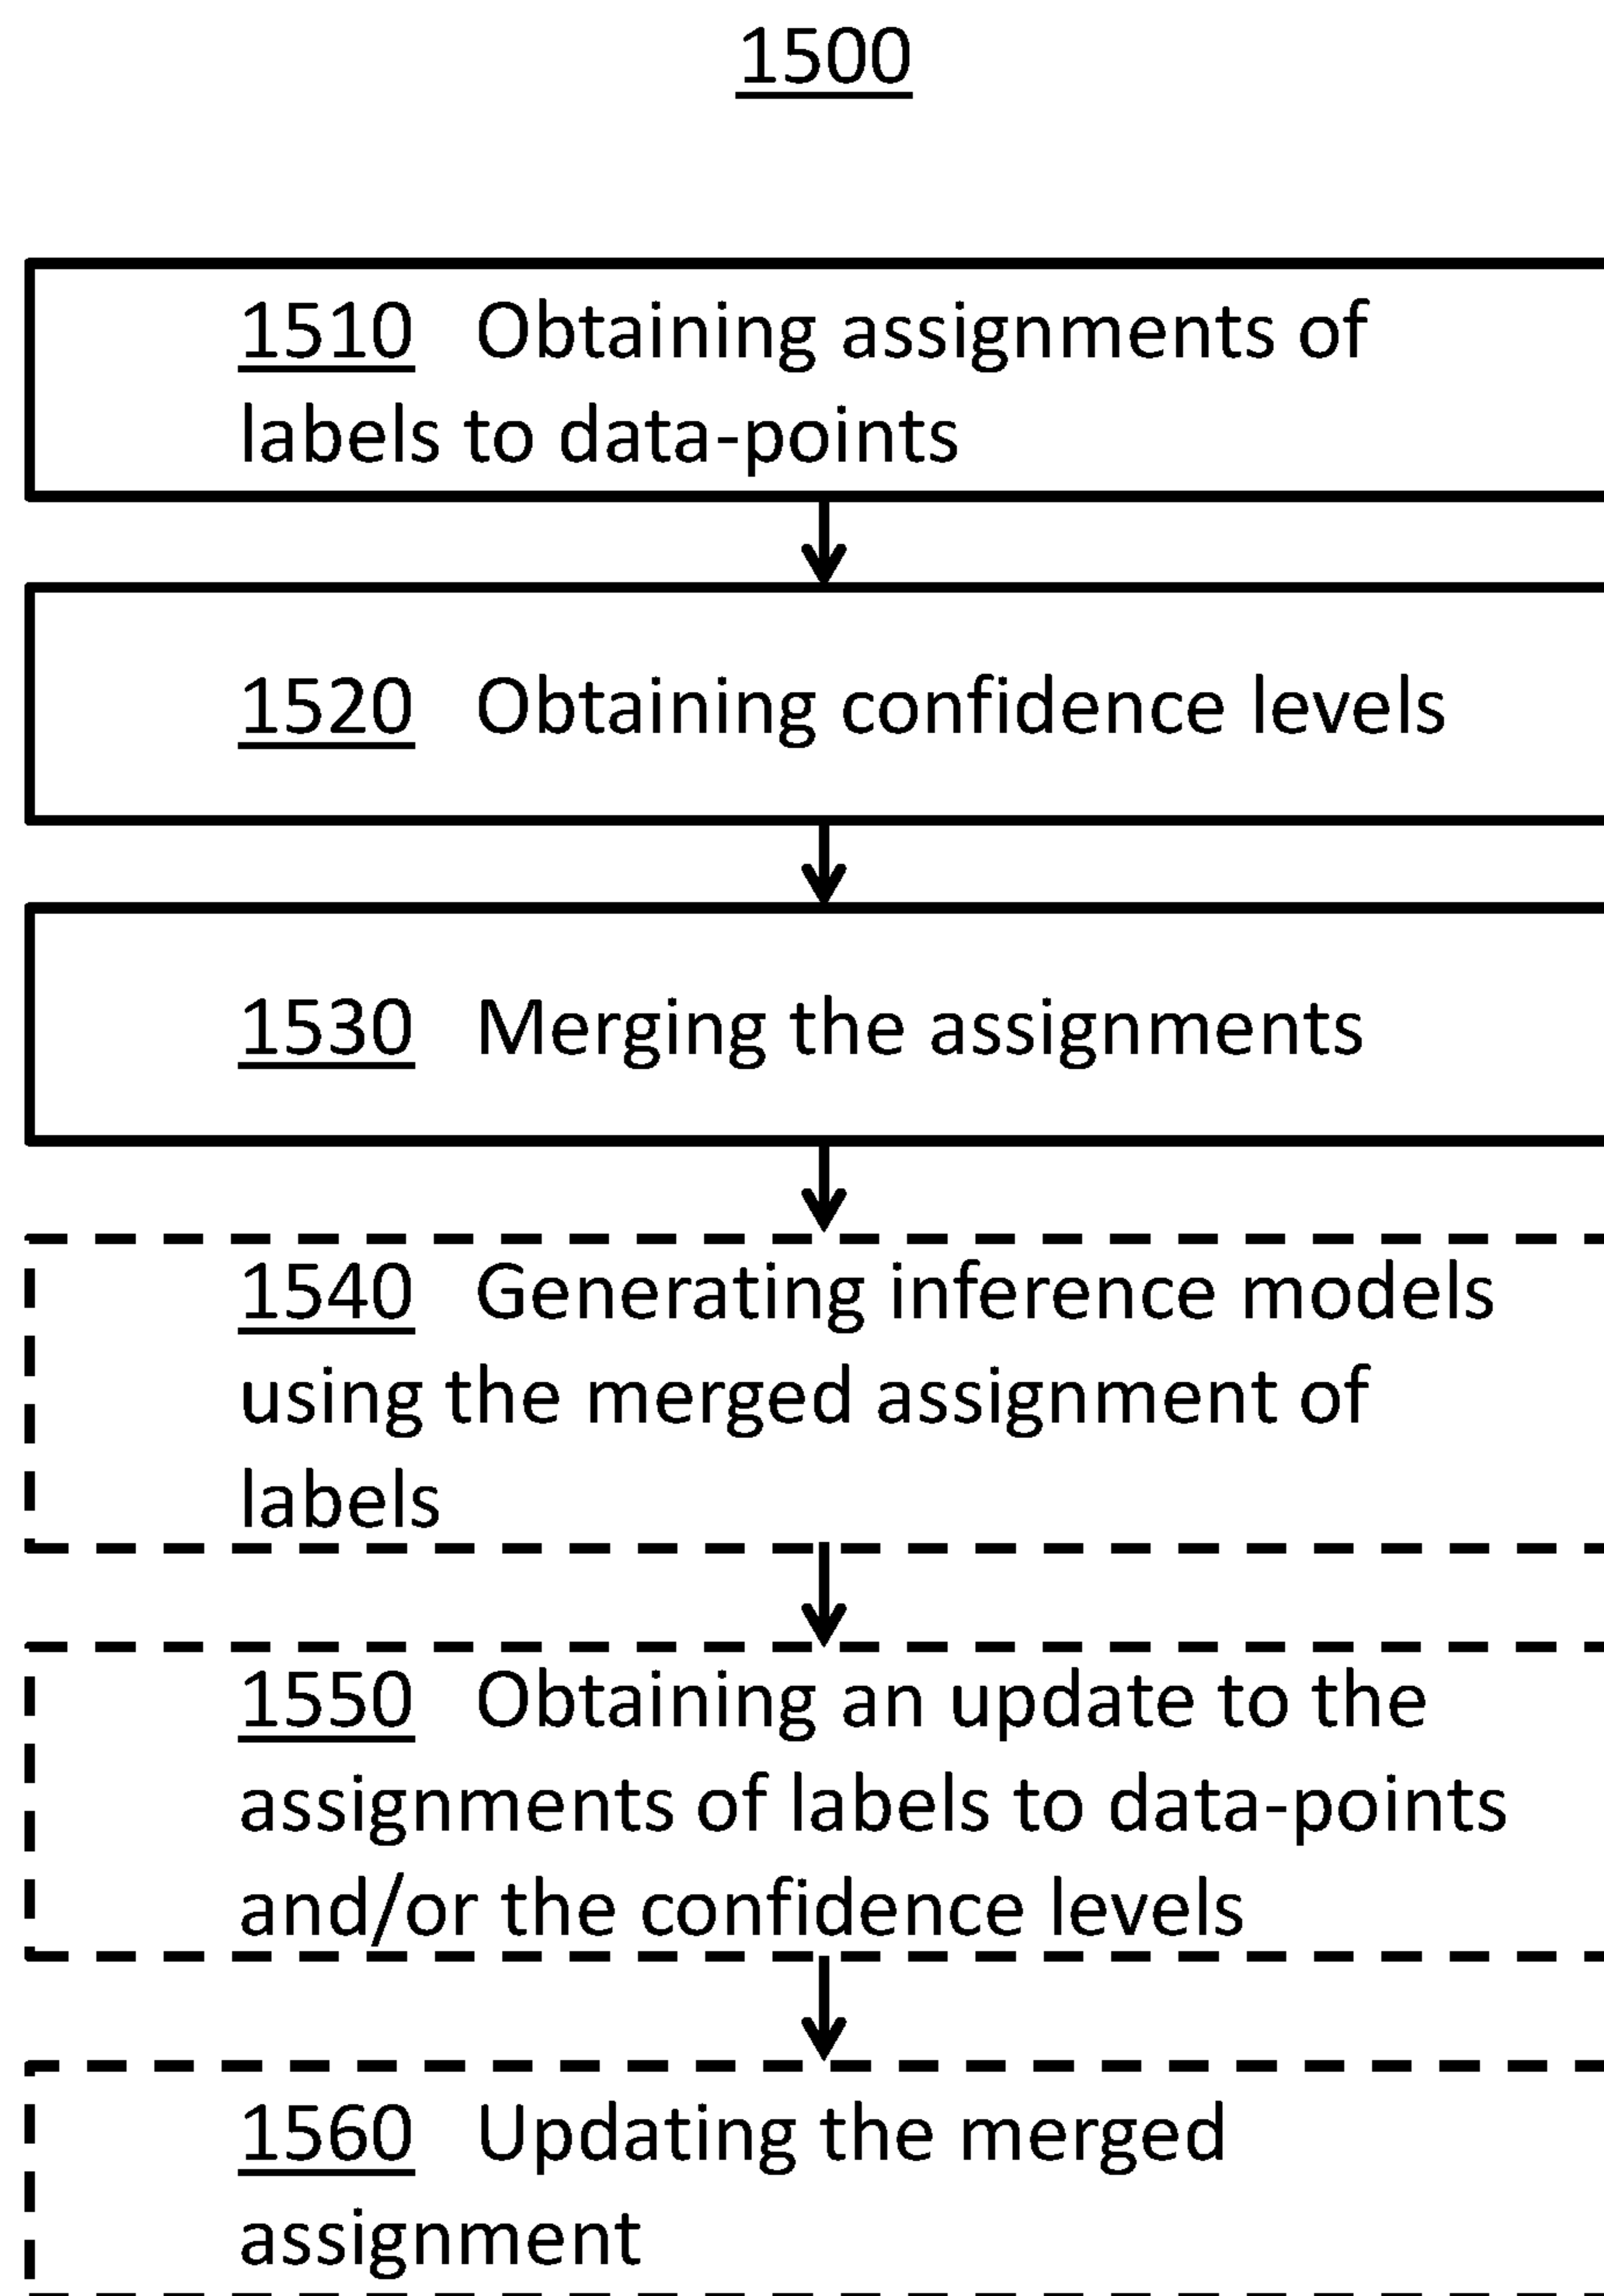 1500
1510 Obtaining assignments of
labels to data-points
1520 Obtaining confidence levels
1530 Merging the assignments
1540 Generating inference models
using the merged assignment of
labels
1550 Obtaining an update to the
assignments of labels to data-points
and/or the confidence levels
1560 Updating the merged
assignment